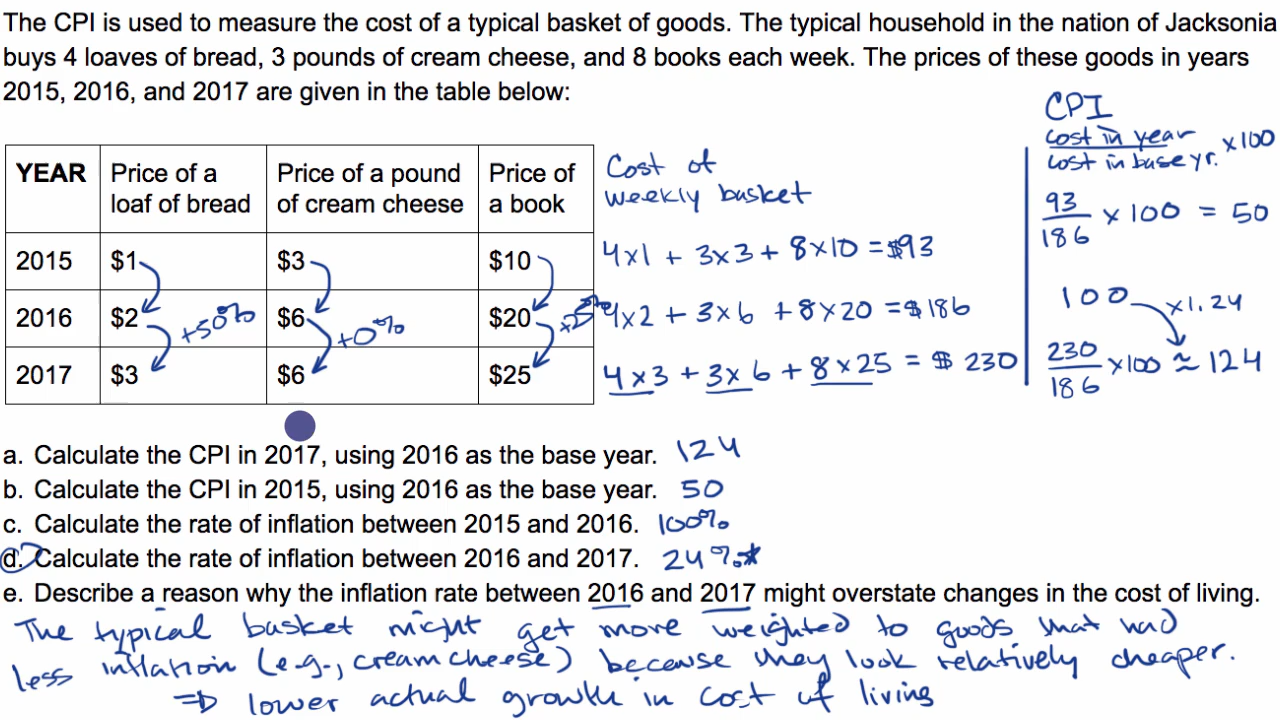 The CPI is used to measure the cost of a typical basket of goods. The typical household in the nation of Jacksonia
buys 4 loaves of bread, 3 pounds of cream cheese, and 8 books each week. The prices of these goods in years
2015, 2016, and 2017 are given in the table below:
CPI
cost in year
cost in base yr. x100
YEAR Price of a loaf of bread Price of a pound of cream cheese Price of a book
Cost of
weekly basket
2015 $1 $3 $10 4x1 + 3x3 + 8x10 = $93
93/186 x 100 = 50
2016 $2 $6 $20 4x2 + 3x6 + 8x20 = $186
+50% +0% x25%
100 x1.24
2017 $3 $6 $25 4x3 + 3x6 + 8x25 = $230
230/186 x100 ≈ 124
a. Calculate the CPI in 2017, using 2016 as the base year. 124
b. Calculate the CPI in 2015, using 2016 as the base year. 50
c. Calculate the rate of inflation between 2015 and 2016. 100%
d. Calculate the rate of inflation between 2016 and 2017. 24%*
e. Describe a reason why the inflation rate between 2016 and 2017 might overstate changes in the cost of living.
The typical basket might get more weighted to goods that had
less inflation (e.g., cream cheese) because they look relatively cheaper.
⇒ lower actual growth in cost of living